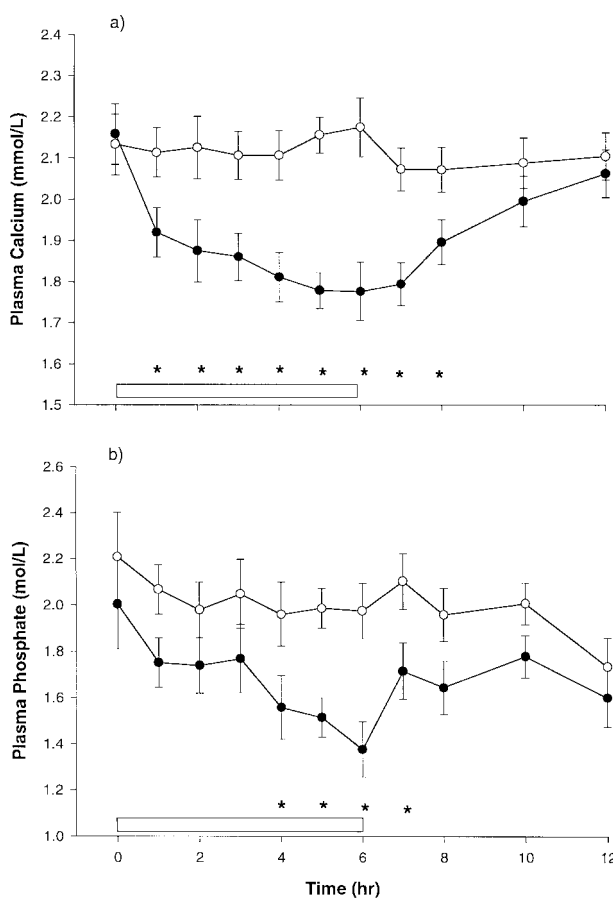 a)
2.4
2.3
2.2
2.1
2.0
1.9
1.8
1.7
1.6
1.5
Plasma Calcium (mmol/L)
* * * * * * * *
b)
2.6
2.4
2.2
2.0
1.8
1.6
1.4
1.2
1.0
Plasma Phosphate (mol/L)
* * * *
0 2 4 6 8 10 12
Time (hr)